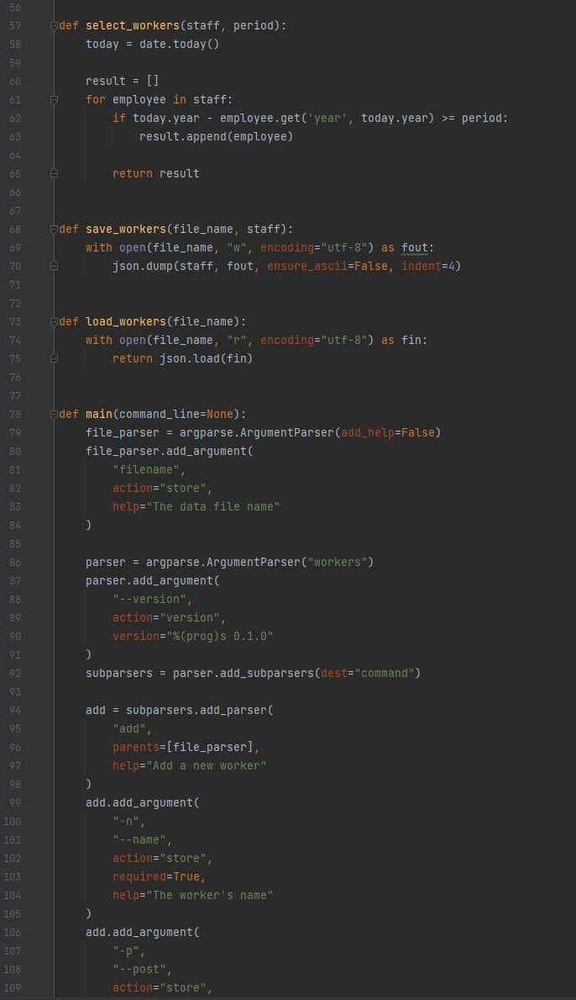 56
57 def select_workers(staff, period):
58     today = date.today()
59
60     result = []
61     for employee in staff:
62         if today.year - employee.get('year', today.year) >= period:
63             result.append(employee)
64
65         return result
66
67
68 def save_workers(file_name, staff):
69     with open(file_name, "w", encoding="utf-8") as fout:
70         json.dump(staff, fout, ensure_ascii=False, indent=4)
71
72
73 def load_workers(file_name):
74     with open(file_name, "r", encoding="utf-8") as fin:
75         return json.load(fin)
76
77
78 def main(command_line=None):
79     file_parser = argparse.ArgumentParser(add_help=False)
80     file_parser.add_argument(
81         "filename",
82         action="store",
83         help="The data file name"
84     )
85
86     parser = argparse.ArgumentParser("workers")
87     parser.add_argument(
88         "--version",
89         action="version",
90         version="%(prog)s 0.1.0"
91     )
92     subparsers = parser.add_subparsers(dest="command")
93
94     add = subparsers.add_parser(
95         "add",
96         parents=[file_parser],
97         help="Add a new worker"
98     )
99     add.add_argument(
100         "-n",
101         "--name",
102         action="store",
103         required=True,
104         help="The worker's name"
105     )
106     add.add_argument(
107         "-p",
108         "--post",
109         action="store",